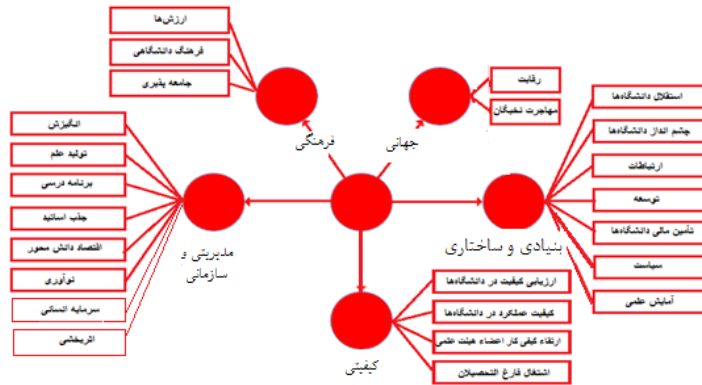 ارزش‌ها
فرهنگ دانشگاهی
جامعه پذیری
فرهنگی
رقابت
مهاجرت نخبگان
جهانی
استقلال دانشگاه‌ها
چشم انداز دانشگاه‌ها
ارتباطات
توسعه
تأمین مالی دانشگاه‌ها
سیاست
آمایش علمی
بنیادی و ساختاری
انگیزش
تولید علم
برنامه درسی
جذب اساتید
اقتصاد دانش محور
نوآوری
سرمایه انسانی
اثربخشی
مدیریتی و
سازمانی
ارزیابی کیفیت در دانشگاه‌ها
کیفیت عملکرد در دانشگاه‌ها
ارتقاء کیفی کار اعضاء هیئت علمی
اشتغال فارغ التحصیلان
کیفیتی